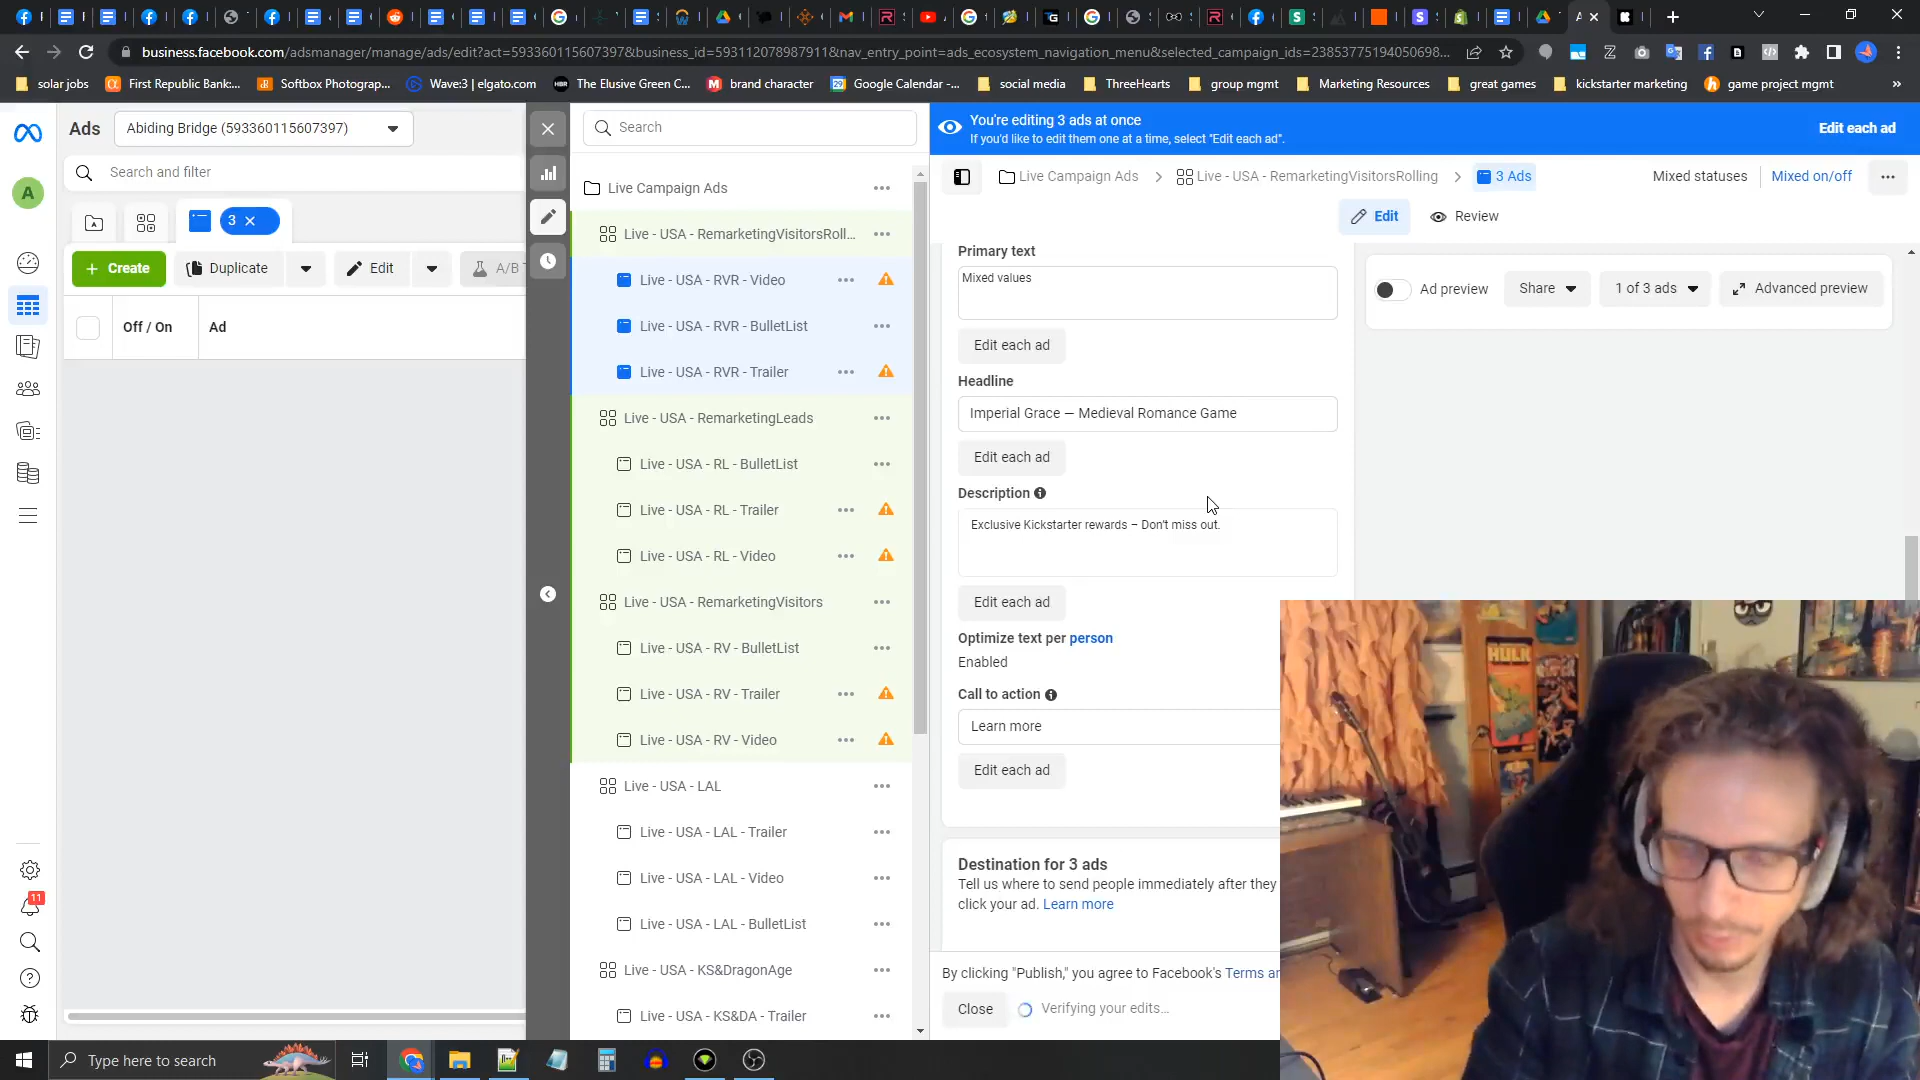 business.facebook.com/adsmanager/manage/ads/edit?act=593360115607397&business_id=593112078987911&nav_entry_point=ads_ecosystem_navigation_menu&selected_campaign_ids=23853775194050698...
solar jobs
First Republic Bank:...
Softbox Photograp...
Wave:3 | elgato.com
The Elusive Green C...
brand character
Google Calendar -...
social media
ThreeHearts
group mgmt
Marketing Resources
great games
kickstarter marketing
game project mgmt
»
Ads
Abiding Bridge (593360115607397)
Search and filter
A
3
Create
Duplicate
Edit
A/B T
Off / On
Ad
11
Search
Live Campaign Ads
Live - USA - RemarketingVisitorsRoll...
Live - USA - RVR - Video
Live - USA - RVR - BulletList
Live - USA - RVR - Trailer
Live - USA - RemarketingLeads
Live - USA - RL - BulletList
Live - USA - RL - Trailer
Live - USA - RL - Video
Live - USA - RemarketingVisitors
Live - USA - RV - BulletList
Live - USA - RV - Trailer
Live - USA - RV - Video
Live - USA - LAL
Live - USA - LAL - Trailer
Live - USA - LAL - Video
Live - USA - LAL - BulletList
Live - USA - KS&DragonAge
Live - USA - KS&DA - Trailer
You're editing 3 ads at once
If you'd like to edit them one at a time, select "Edit each ad".
Edit each ad
Live Campaign Ads > Live - USA - RemarketingVisitorsRolling > 3 Ads
Mixed statuses
Mixed on/off
Edit
Review
Primary text
Mixed values
Edit each ad
Headline
Imperial Grace — Medieval Romance Game
Edit each ad
Description
Exclusive Kickstarter rewards – Don't miss out.
Edit each ad
Optimize text per person
Enabled
Call to action
Learn more
Edit each ad
Destination for 3 ads
Tell us where to send people immediately after they
click your ad. Learn more
By clicking "Publish," you agree to Facebook's Terms an
Close
Verifying your edits...
Ad preview
Share
1 of 3 ads
Advanced preview
HULK
Type here to search